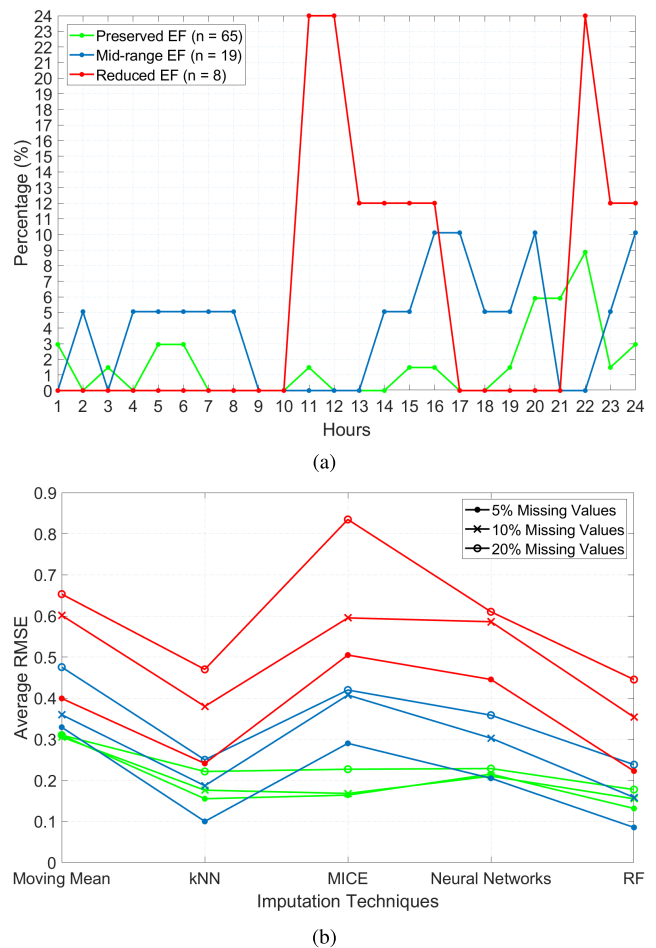 Preserved EF (n = 65)
Mid-range EF (n = 19)
Reduced EF (n = 8)
Percentage (%)
24
23
22
21
20
19
18
17
16
15
14
13
12
11
10
9
8
7
6
5
4
3
2
1
0
1 2 3 4 5 6 7 8 9 10 11 12 13 14 15 16 17 18 19 20 21 22 23 24
Hours
(a)
5% Missing Values
10% Missing Values
20% Missing Values
Average RMSE
0.9
0.8
0.7
0.6
0.5
0.4
0.3
0.2
0.1
0
Moving Mean kNN MICE Neural Networks RF
Imputation Techniques
(b)